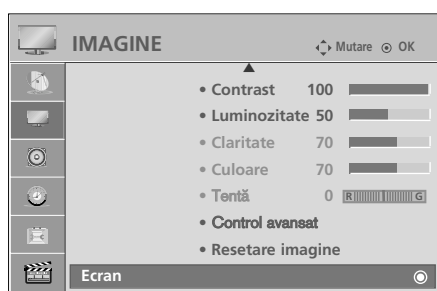 IMAGINE
Mutare OK
• Contrast 100
• Luminozitate 50
• Claritate 70
• Culoare 70
• Tentă 0 R G
• Control avansat
• Resetare imagine
Ecran